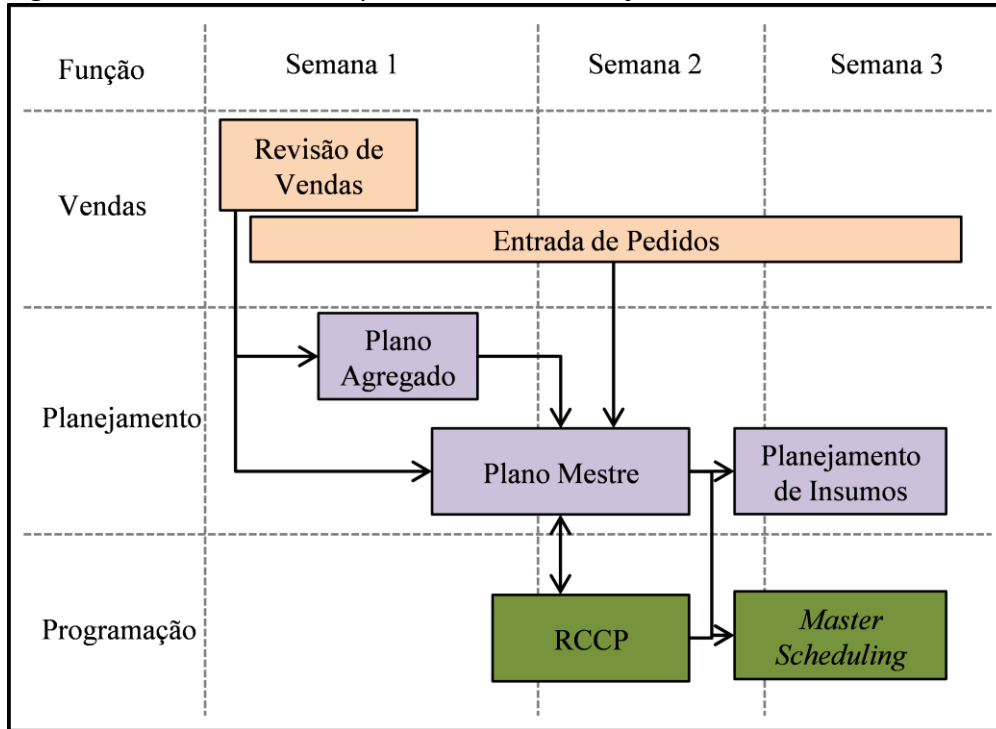 Função
Semana 1
Semana 2
Semana 3
Vendas
Revisão de
Vendas
Entrada de Pedidos
Planejamento
Plano
Agregado
Plano Mestre
Planejamento
de Insumos
Programação
RCCP
Master
Scheduling